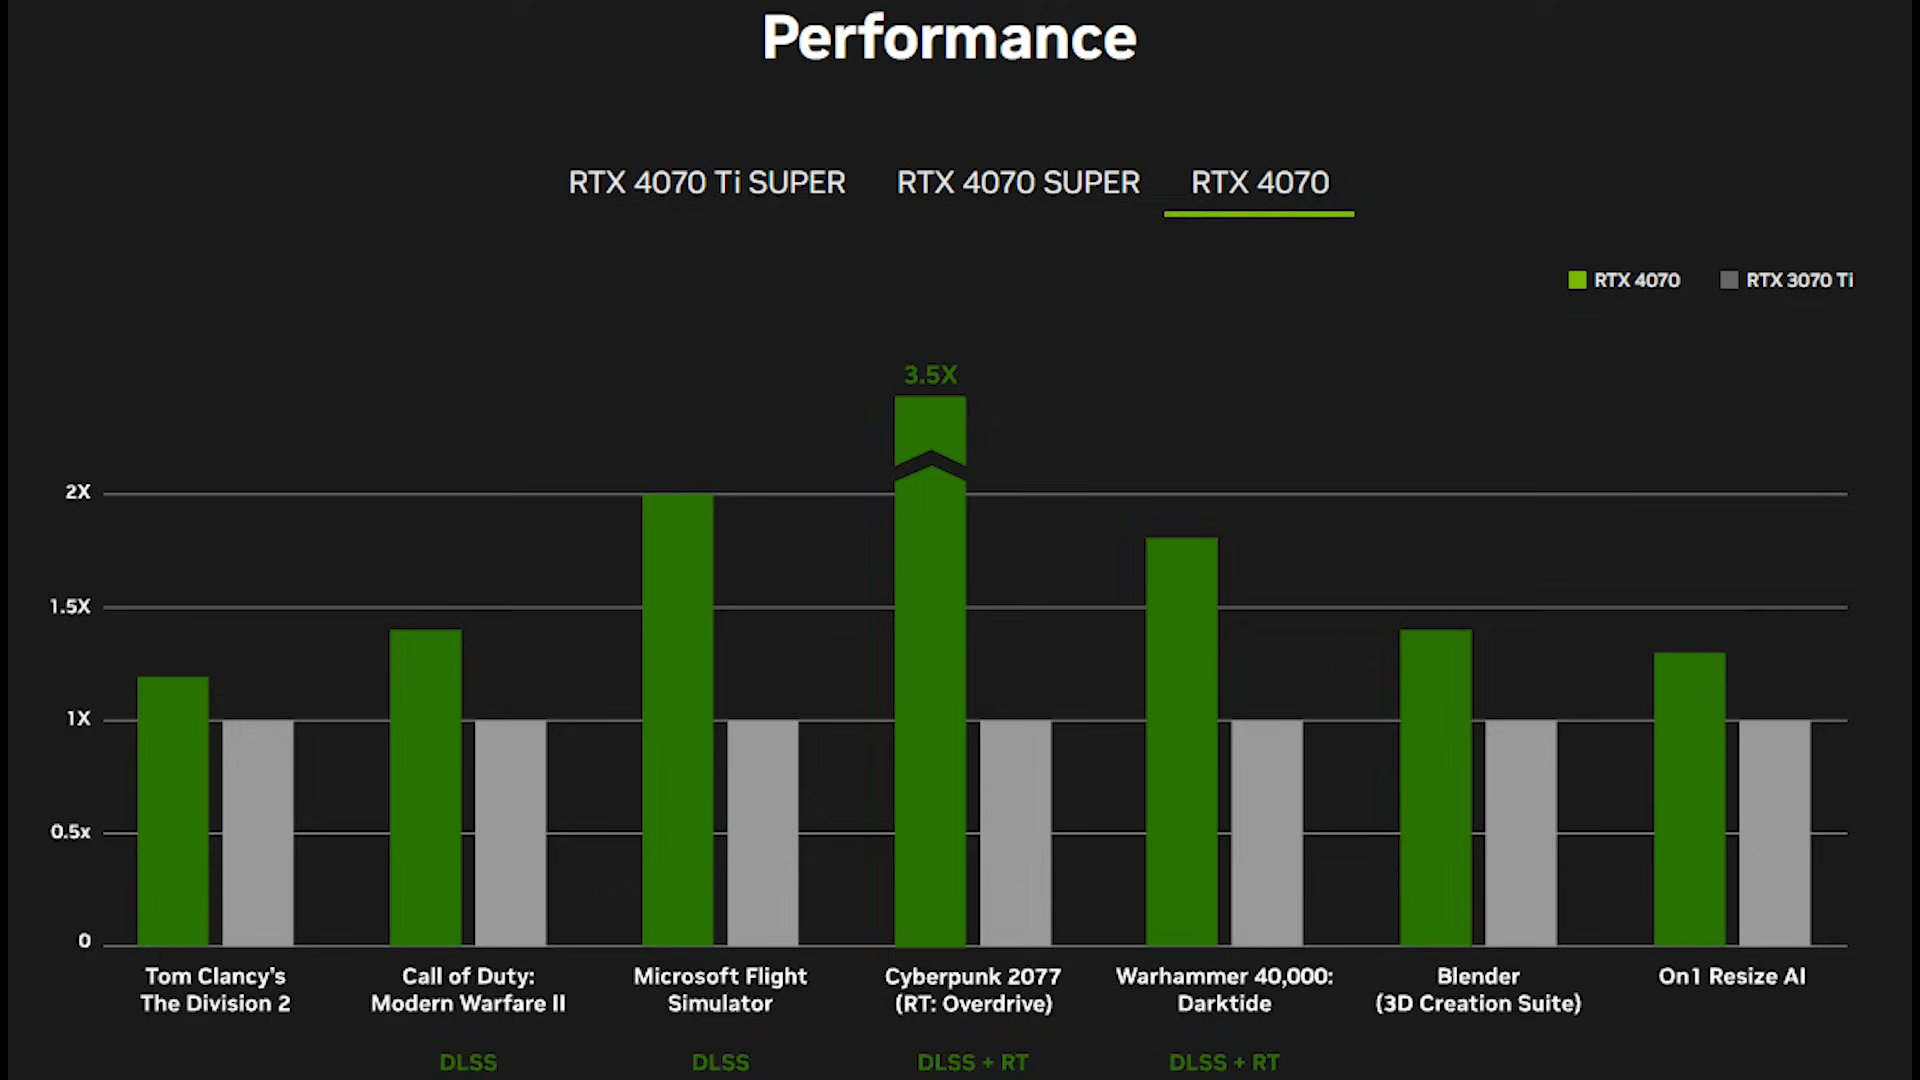 Performance
RTX 4070 Ti SUPER RTX 4070 SUPER RTX 4070
RTX 4070 RTX 3070 Ti
3.5X
2X
1.5X
1X
0.5x
0
Tom Clancy's The Division 2
Call of Duty: Modern Warfare II
Microsoft Flight Simulator
Cyberpunk 2077 (RT: Overdrive)
Warhammer 40,000: Darktide
Blender (3D Creation Suite)
On1 Resize AI
DLSS DLSS DLSS + RT DLSS + RT